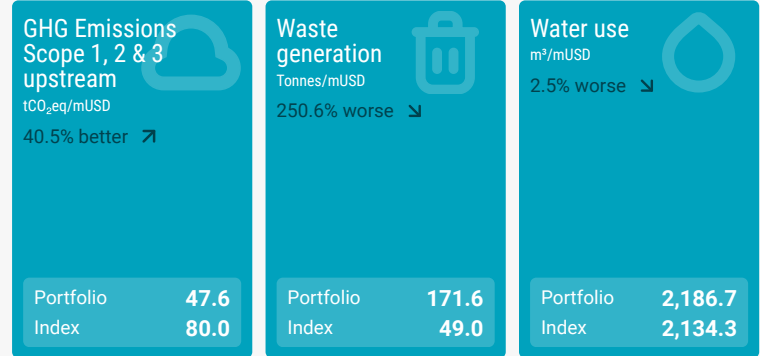 GHG Emissions
Scope 1, 2 & 3
upstream
tCO₂eq/mUSD
40.5% better
Portfolio 47.6
Index 80.0
Waste
generation
Tonnes/mUSD
250.6% worse
Portfolio 171.6
Index 49.0
Water use
m³/mUSD
2.5% worse
Portfolio 2,186.7
Index 2,134.3